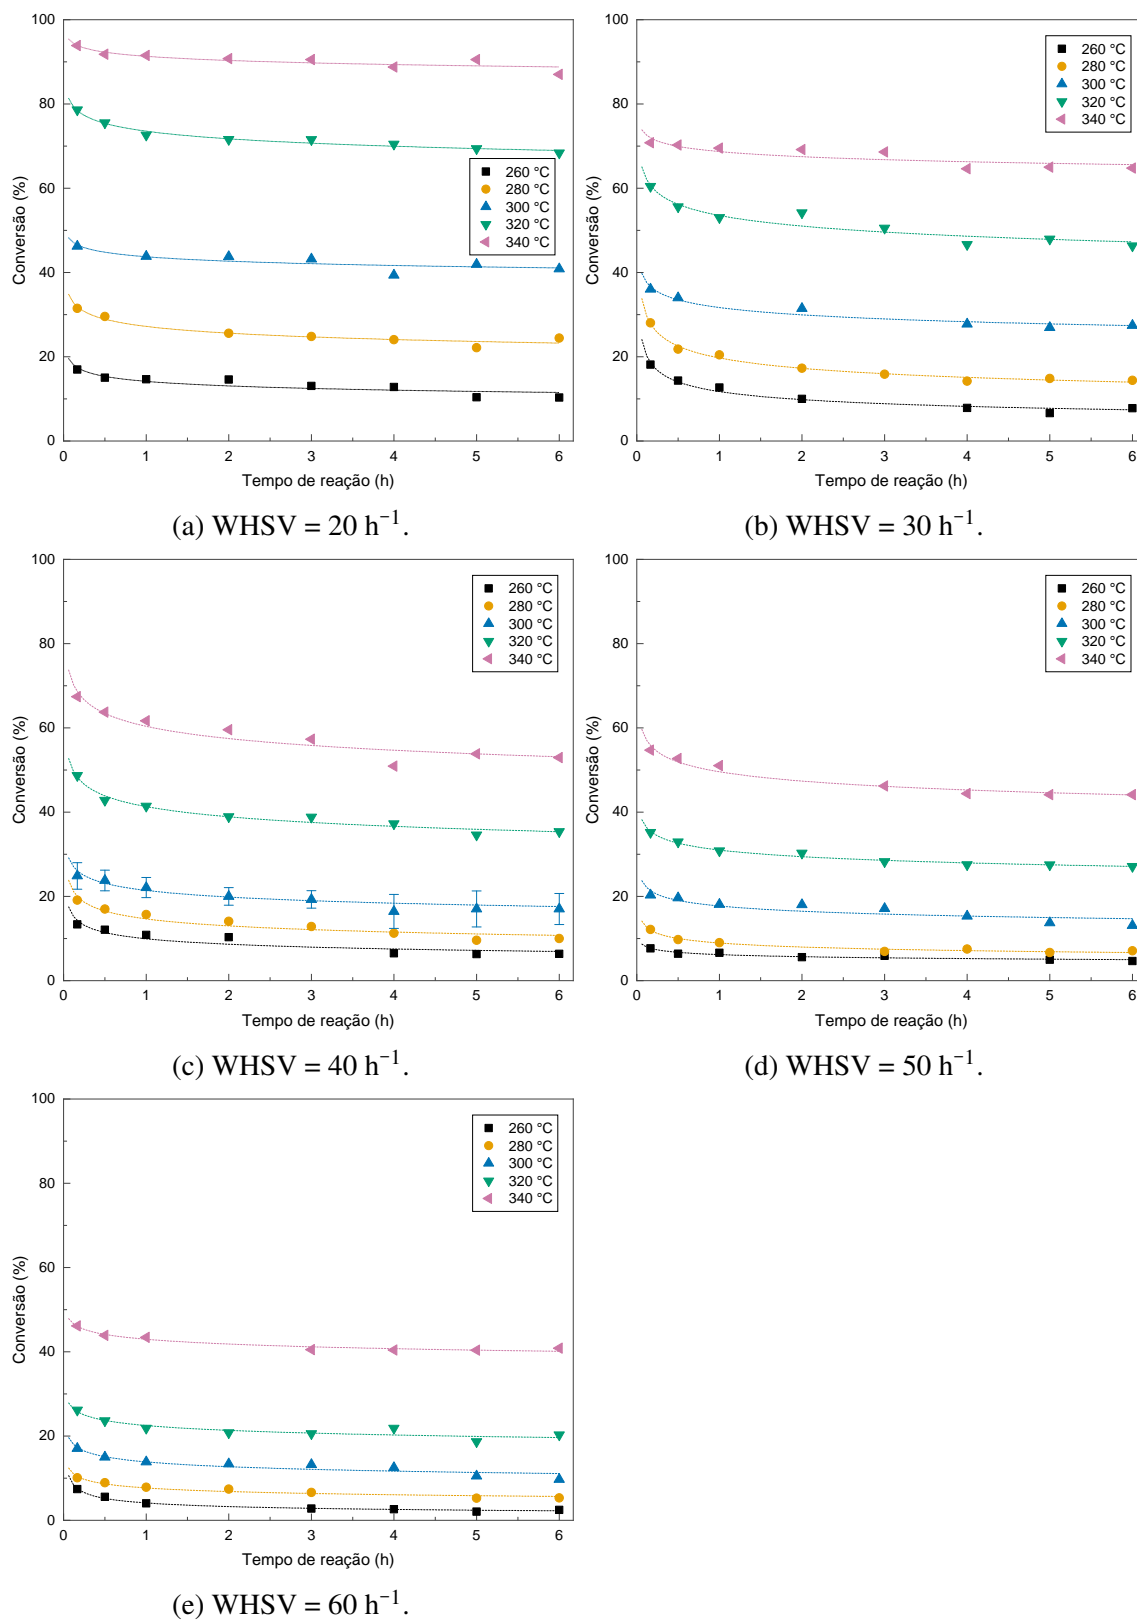 100
80
60
40
20
0
Conversão (%)
260 °C
280 °C
300 °C
320 °C
340 °C
0 1 2 3 4 5 6
Tempo de reação (h)
(a) WHSV = 20 h⁻¹.
100
80
60
40
20
0
Conversão (%)
260 °C
280 °C
300 °C
320 °C
340 °C
0 1 2 3 4 5 6
Tempo de reação (h)
(b) WHSV = 30 h⁻¹.
100
80
60
40
20
0
Conversão (%)
260 °C
280 °C
300 °C
320 °C
340 °C
0 1 2 3 4 5 6
Tempo de reação (h)
(c) WHSV = 40 h⁻¹.
100
80
60
40
20
0
Conversão (%)
260 °C
280 °C
300 °C
320 °C
340 °C
0 1 2 3 4 5 6
Tempo de reação (h)
(d) WHSV = 50 h⁻¹.
100
80
60
40
20
0
Conversão (%)
260 °C
280 °C
300 °C
320 °C
340 °C
0 1 2 3 4 5 6
Tempo de reação (h)
(e) WHSV = 60 h⁻¹.